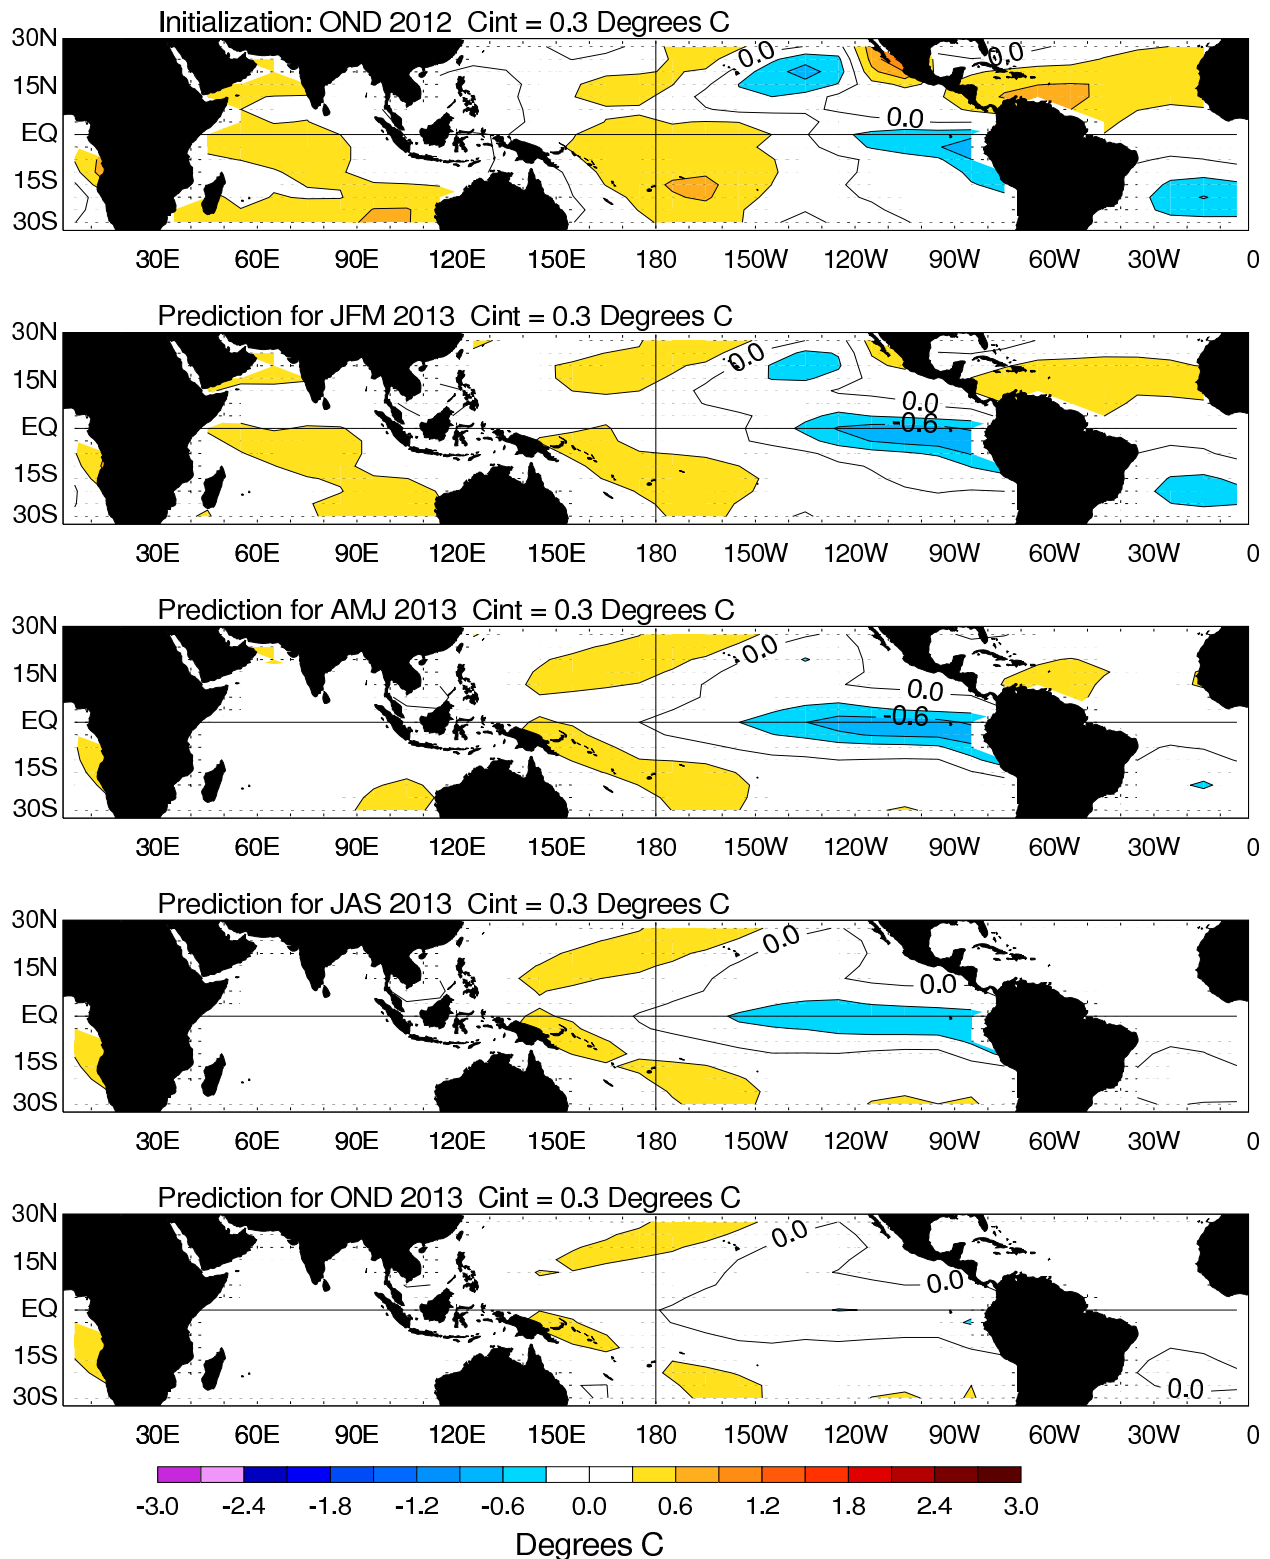 Initialization: OND 2012  Cint = 0.3 Degrees C
30N
15N
EQ
15S
30S
0.0
0.0
0.0
30E 60E 90E 120E 150E 180 150W 120W 90W 60W 30W 0
Prediction for JFM 2013  Cint = 0.3 Degrees C
30N
15N
EQ
15S
30S
0.0
0.0
-0.6
30E 60E 90E 120E 150E 180 150W 120W 90W 60W 30W 0
Prediction for AMJ 2013  Cint = 0.3 Degrees C
30N
15N
EQ
15S
30S
0.0
0.0
-0.6
30E 60E 90E 120E 150E 180 150W 120W 90W 60W 30W 0
Prediction for JAS 2013  Cint = 0.3 Degrees C
30N
15N
EQ
15S
30S
0.0
0.0
30E 60E 90E 120E 150E 180 150W 120W 90W 60W 30W 0
Prediction for OND 2013  Cint = 0.3 Degrees C
30N
15N
EQ
15S
30S
0.0
0.0
0.0
30E 60E 90E 120E 150E 180 150W 120W 90W 60W 30W 0
-3.0 -2.4 -1.8 -1.2 -0.6 0.0 0.6 1.2 1.8 2.4 3.0
Degrees C